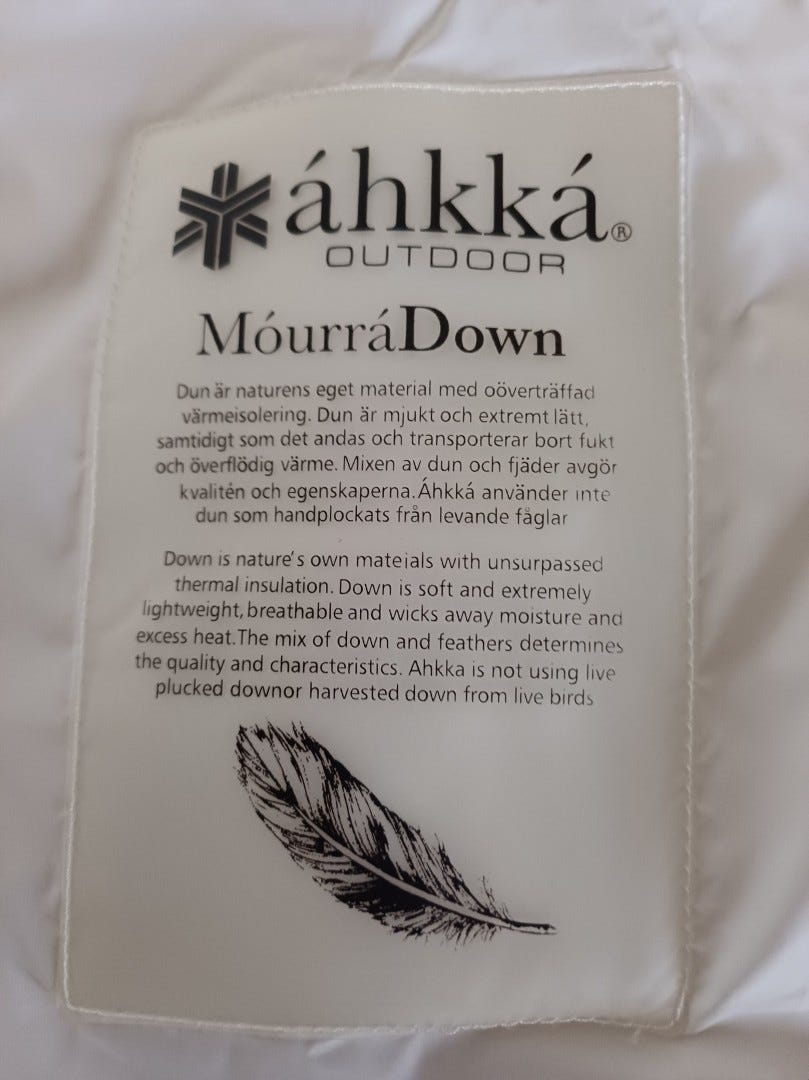 áhkká®
OUTDOOR
MóurráDown
Dun är naturens eget material med oöverträffad
värmeisolering. Dun är mjukt och extremt lätt,
samtidigt som det andas och transporterar bort fukt
och överflödig värme. Mixen av dun och fjäder avgör
kvalitén och egenskaperna.Áhkká använder inte
dun som handplockats från levande fåglar
Down is nature's own mateials with unsurpassed
thermal insulation. Down is soft and extremely
lightweight, breathable and wicks away moisture and
excess heat.The mix of down and feathers determines
the quality and characteristics. Ahkka is not using live
plucked downor harvested down from live birds